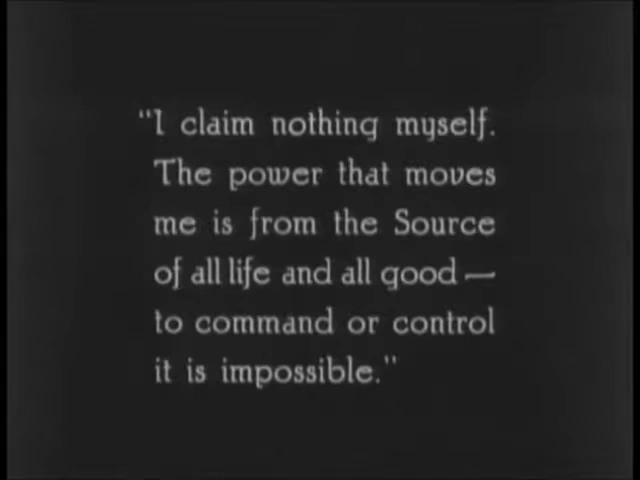 "I claim nothing myself.
The power that moves
me is from the Source
of all life and all good —
to command or control
it is impossible."